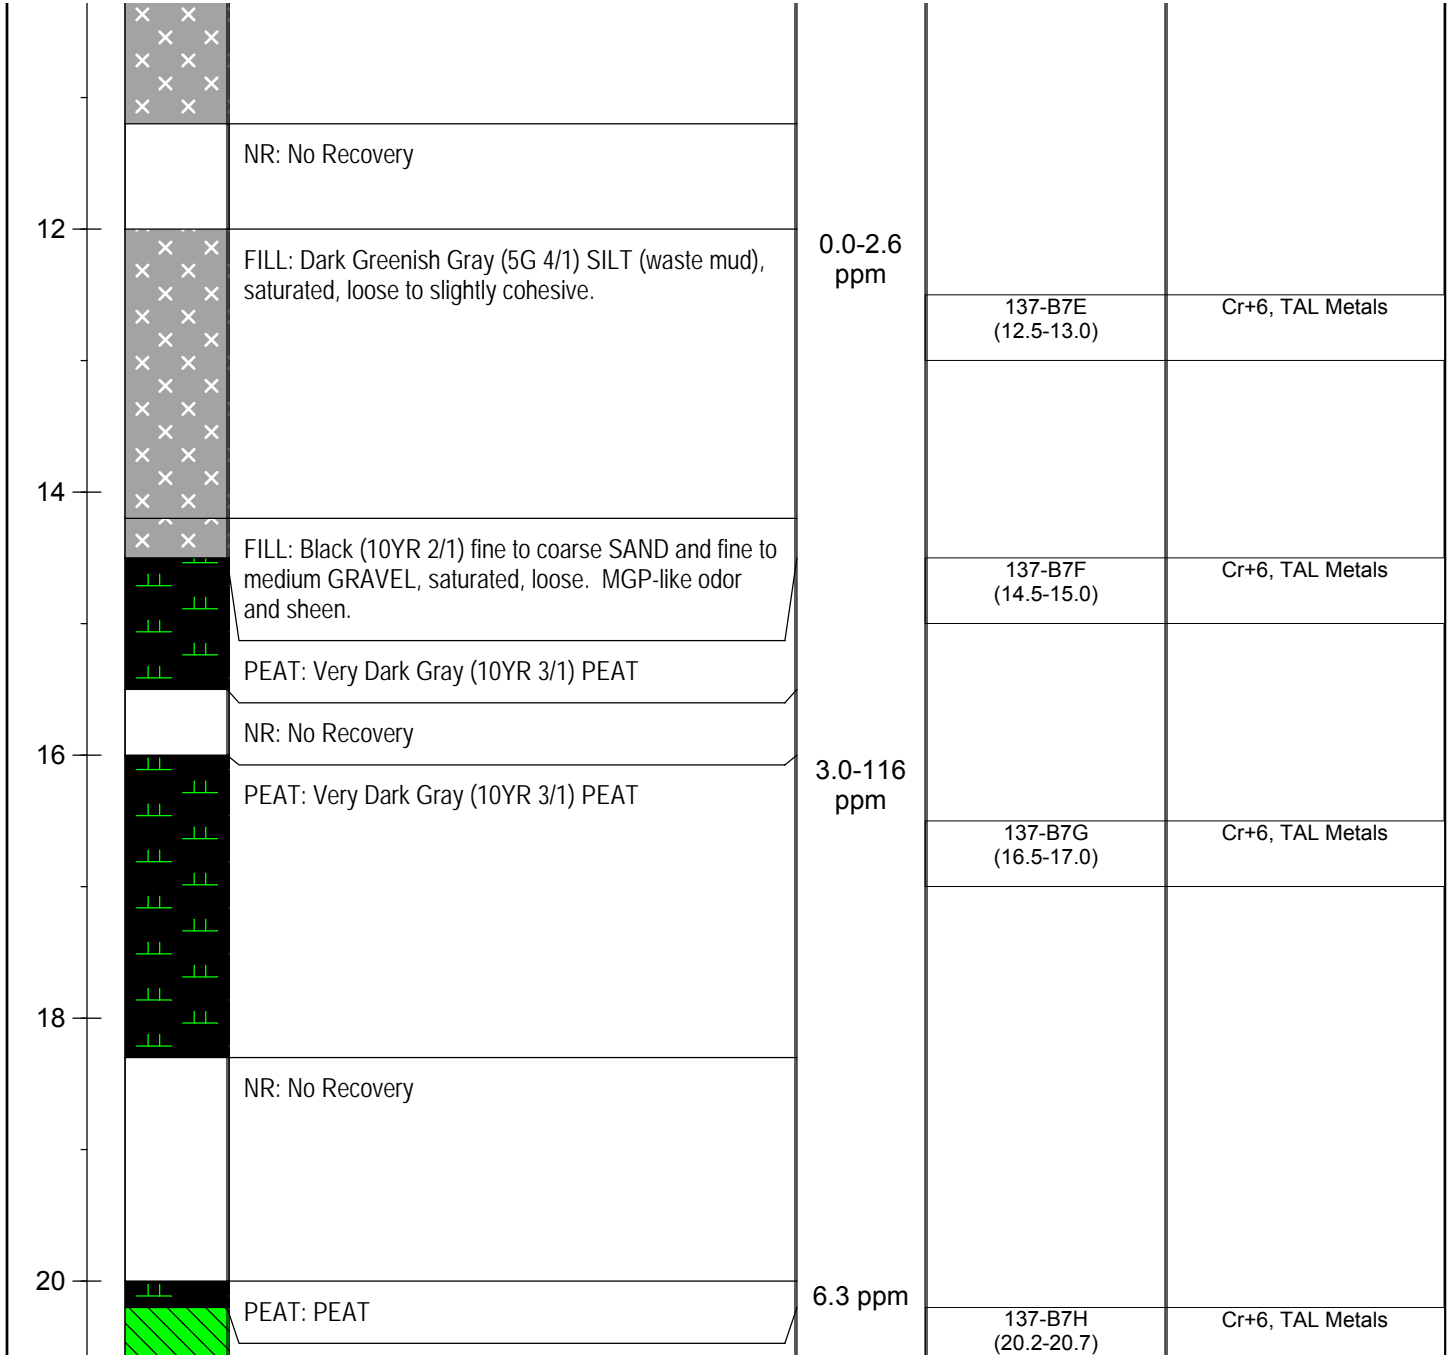 NR: No Recovery
12
FILL: Dark Greenish Gray (5G 4/1) SILT (waste mud),
saturated, loose to slightly cohesive.
0.0-2.6
ppm
137-B7E
(12.5-13.0)
Cr+6, TAL Metals
14
FILL: Black (10YR 2/1) fine to coarse SAND and fine to
medium GRAVEL, saturated, loose.  MGP-like odor
and sheen.
137-B7F
(14.5-15.0)
Cr+6, TAL Metals
PEAT: Very Dark Gray (10YR 3/1) PEAT
NR: No Recovery
16
PEAT: Very Dark Gray (10YR 3/1) PEAT
3.0-116
ppm
137-B7G
(16.5-17.0)
Cr+6, TAL Metals
18
NR: No Recovery
20
PEAT: PEAT
6.3 ppm
137-B7H
(20.2-20.7)
Cr+6, TAL Metals